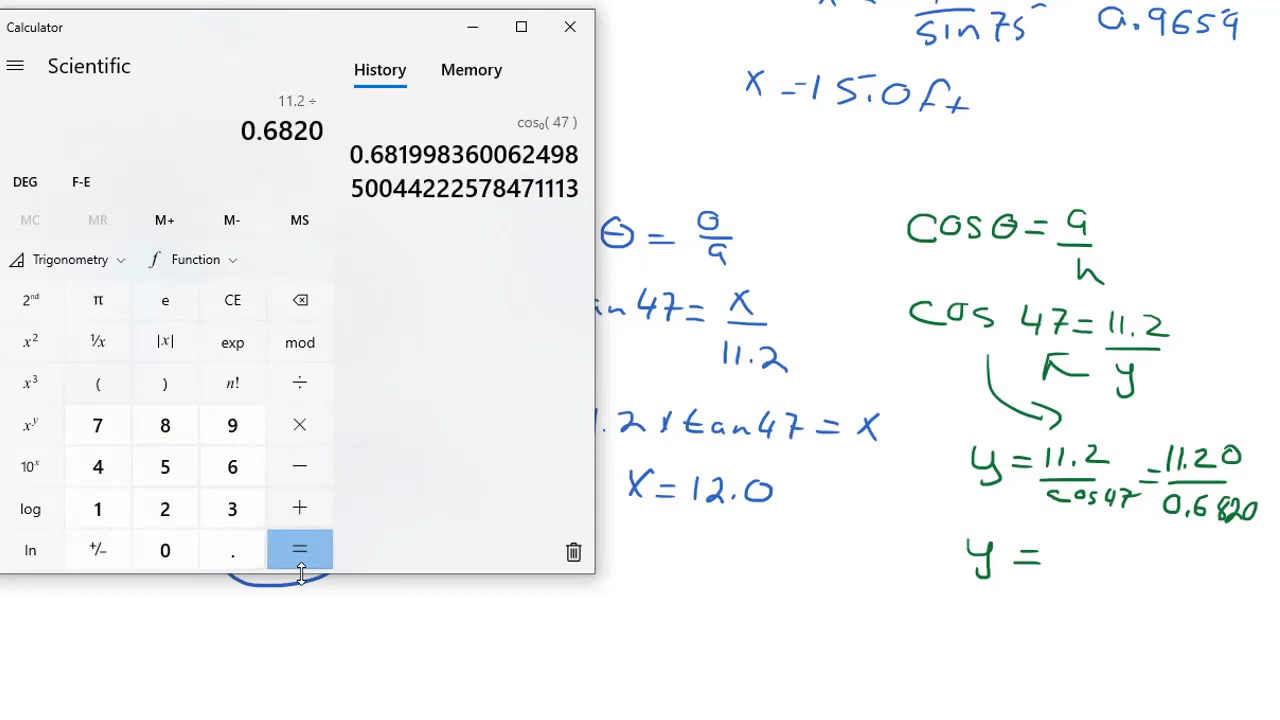 Calculator
Scientific
History Memory
11.2 ÷
0.6820
cos₀( 47 )
0.681998360062498
50044222578471113
DEG F-E
MC MR M+ M- MS
Trigonometry f Function
2nd π e CE
x² ¹/x |x| exp mod
x³ ( ) n! ÷
xʸ 7 8 9 ×
10ˣ 4 5 6 −
log 1 2 3 +
ln +/− 0 . =
sin 75° 0.9659
x = 15.0 ft
θ = o/a
an 47 = x/11.2
1.2 x tan 47 = x
x = 12.0
cos θ = a/h
cos 47 = 11.2/y
y = 11.2/cos 47 = 11.20/0.6820
y =